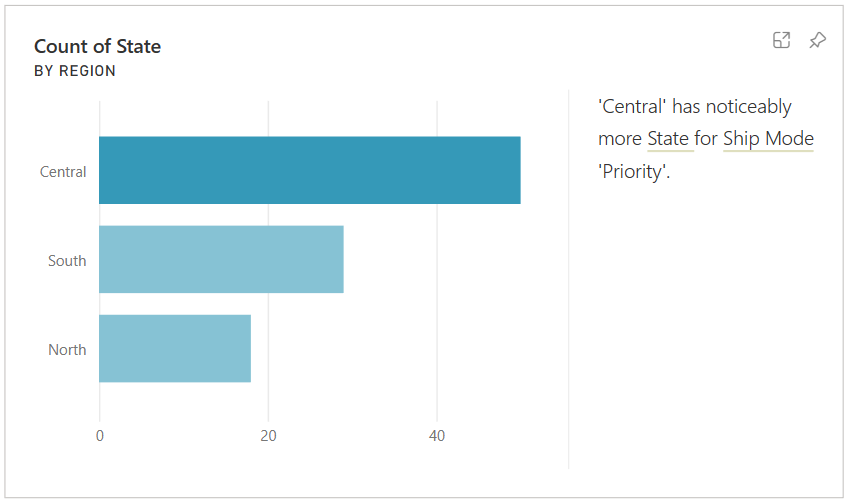 Count of State
BY REGION
'Central' has noticeably
more State for Ship Mode
'Priority'.
Central
South
North
0 20 40